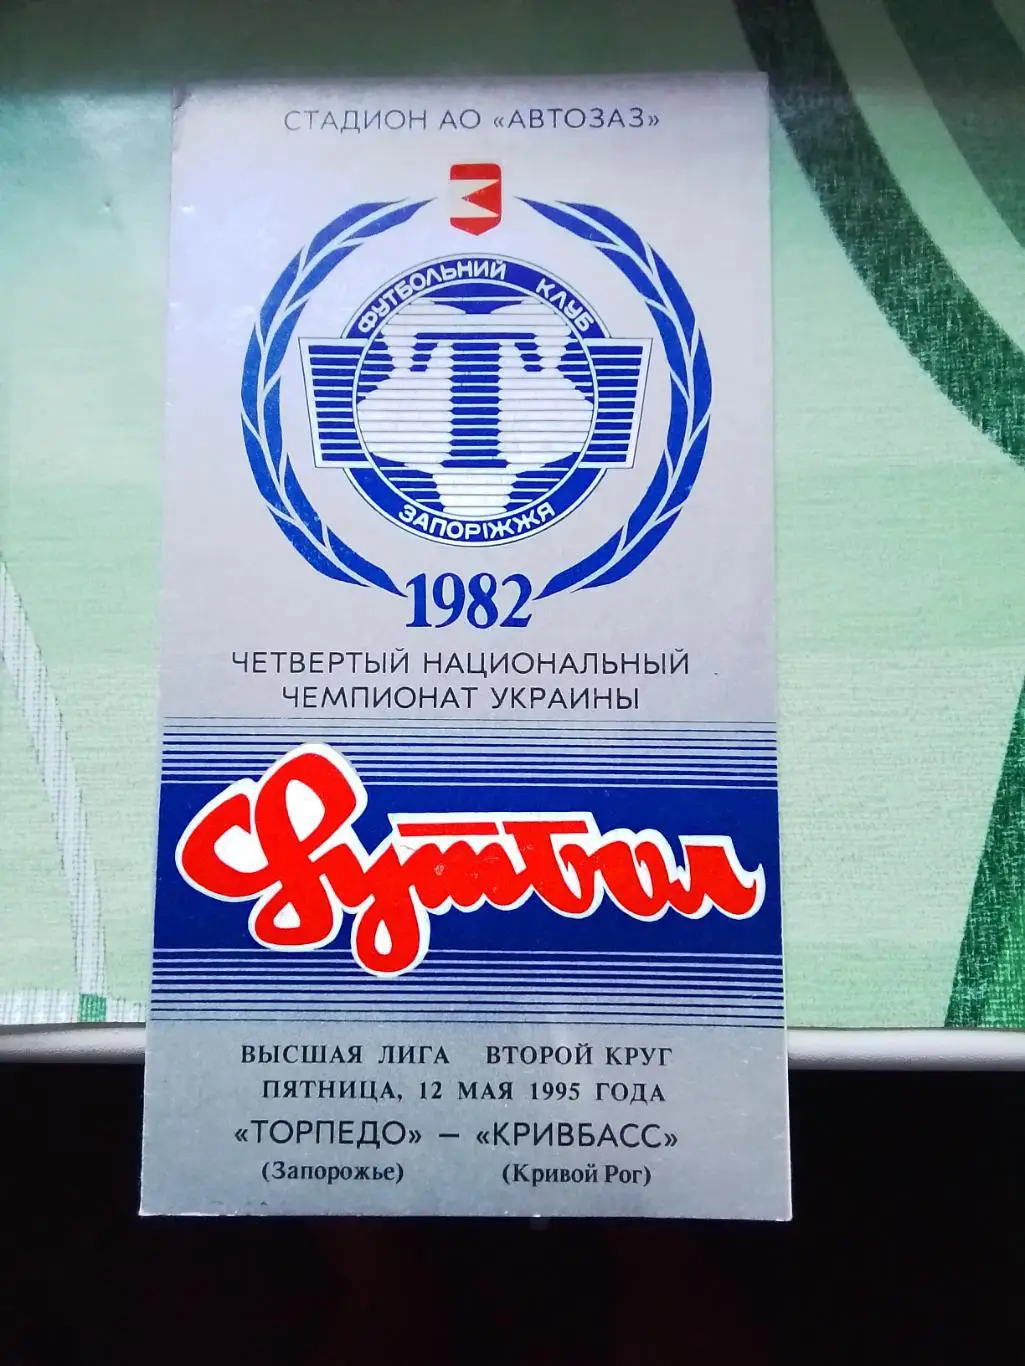 СТАДИОН АО «АВТОЗАЗ»
ФУТБОЛЬНИЙ КЛУБ
Т
ЗАПОРІЖЖЯ
1982
ЧЕТВЕРТЫЙ НАЦИОНАЛЬНЫЙ
ЧЕМПИОНАТ УКРАИНЫ
Футбол
ВЫСШАЯ ЛИГА ВТОРОЙ КРУГ
ПЯТНИЦА, 12 МАЯ 1995 ГОДА
«ТОРПЕДО» – «КРИВБАСС»
(Запорожье) (Кривой Рог)